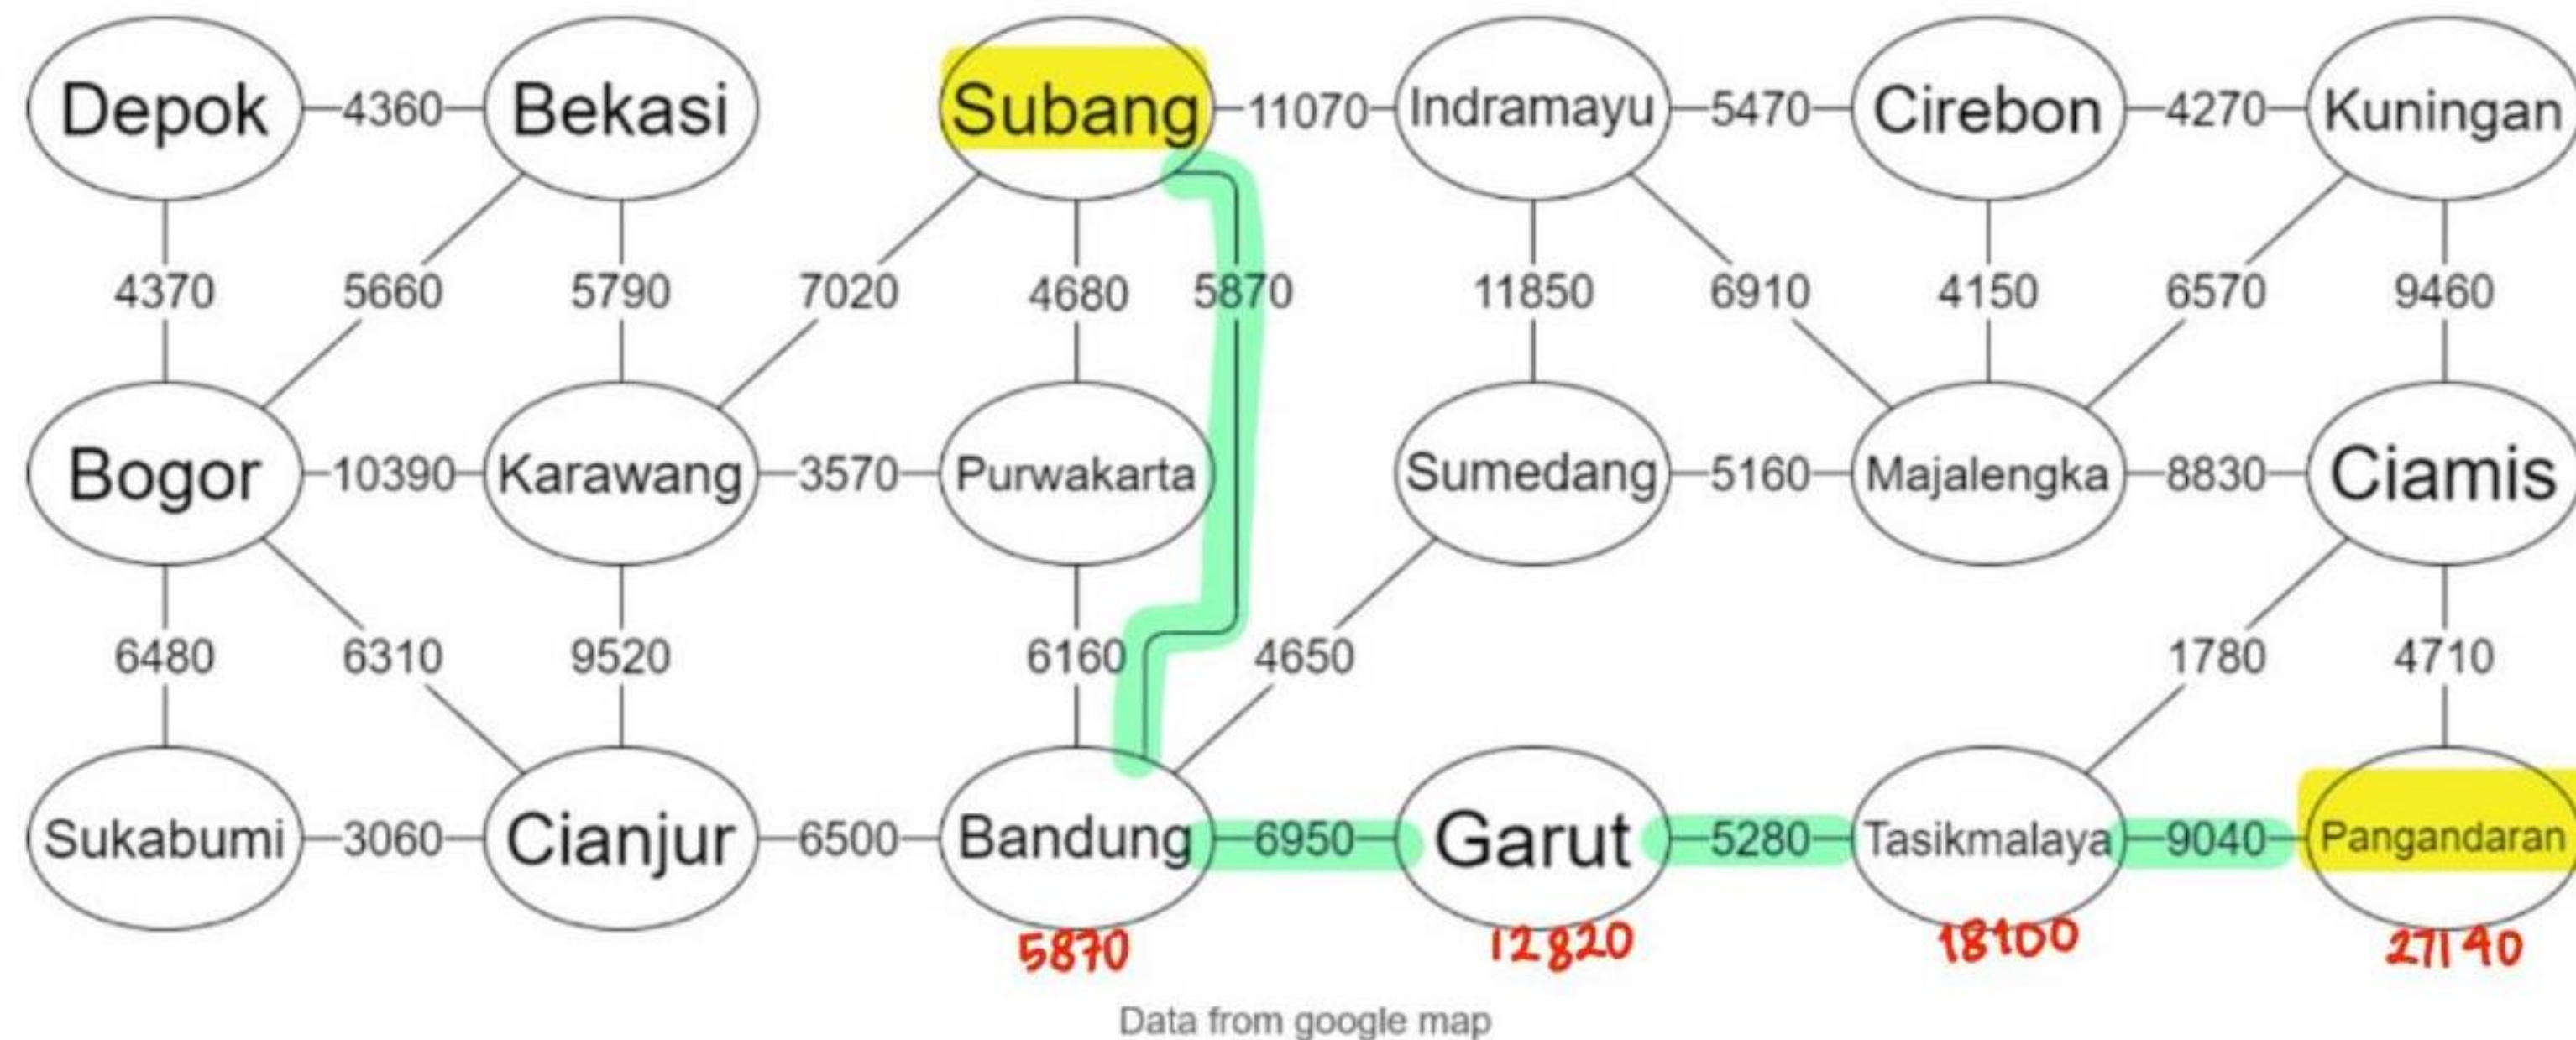 Depok 4360 Bekasi Subang 11070 Indramayu 5470 Cirebon 4270 Kuningan
4370 5660 5790 7020 4680 5870 11850 6910 4150 6570 9460
Bogor 10390 Karawang 3570 Purwakarta Sumedang 5160 Majalengka 8830 Ciamis
6480 6310 9520 6160 4650 1780 4710
Sukabumi 3060 Cianjur 6500 Bandung 6950 Garut 5280 Tasikmalaya 9040 Pangandaran
5870 12820 18100 27140
Data from google map